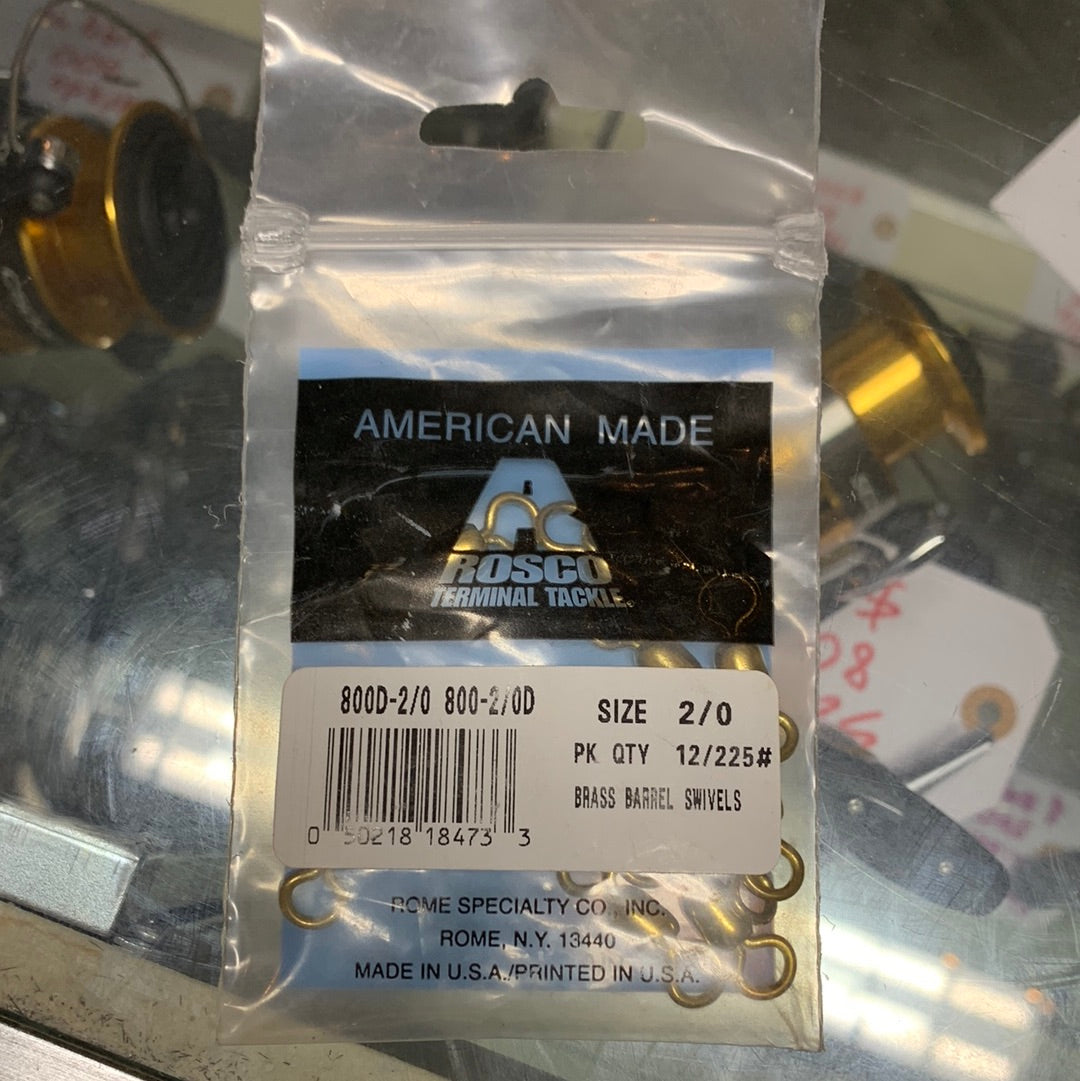 AMERICAN MADE
A
ROSCO
TERMINAL TACKLE.
800D-2/0 800-2/0D
SIZE 2/0
PK QTY 12/225#
BRASS BARREL SWIVELS
0 50218 18473 3
ROME SPECIALTY CO., INC.
ROME, N.Y. 13440
MADE IN U.S.A./PRINTED IN U.S.A.
80